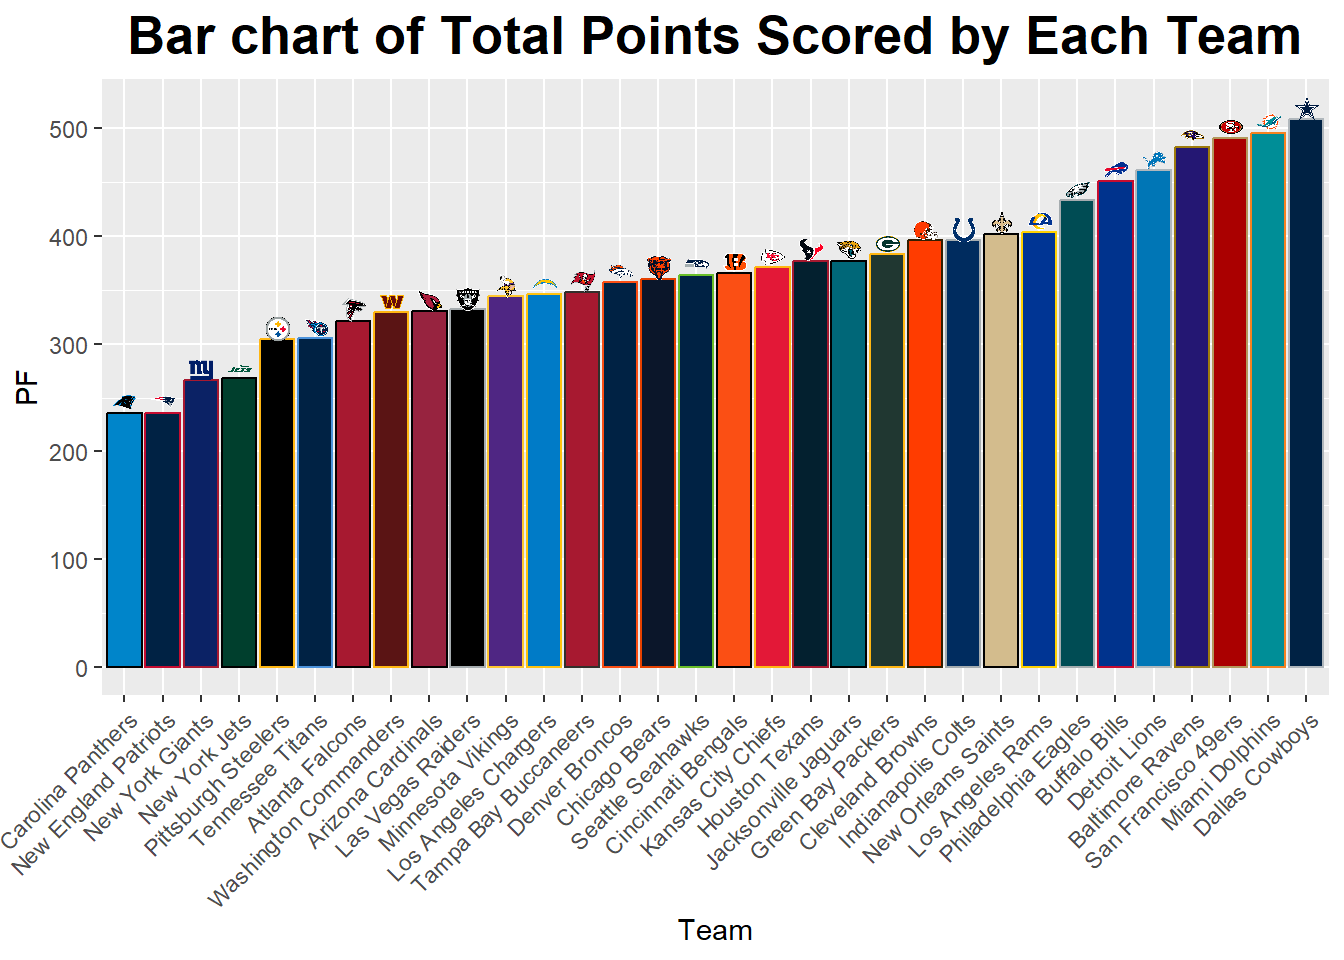 Bar chart of Total Points Scored by Each Team
PF
500
400
300
200
100
0
Carolina Panthers
New England Patriots
New York Giants
New York Jets
Pittsburgh Steelers
Tennessee Titans
Atlanta Falcons
Washington Commanders
Arizona Cardinals
Las Vegas Raiders
Minnesota Vikings
Los Angeles Chargers
Tampa Bay Buccaneers
Denver Broncos
Chicago Bears
Seattle Seahawks
Cincinnati Bengals
Kansas City Chiefs
Houston Texans
Jacksonville Jaguars
Green Bay Packers
Cleveland Browns
Indianapolis Colts
New Orleans Saints
Los Angeles Rams
Philadelphia Eagles
Buffalo Bills
Detroit Lions
Baltimore Ravens
San Francisco 49ers
Miami Dolphins
Dallas Cowboys
Team